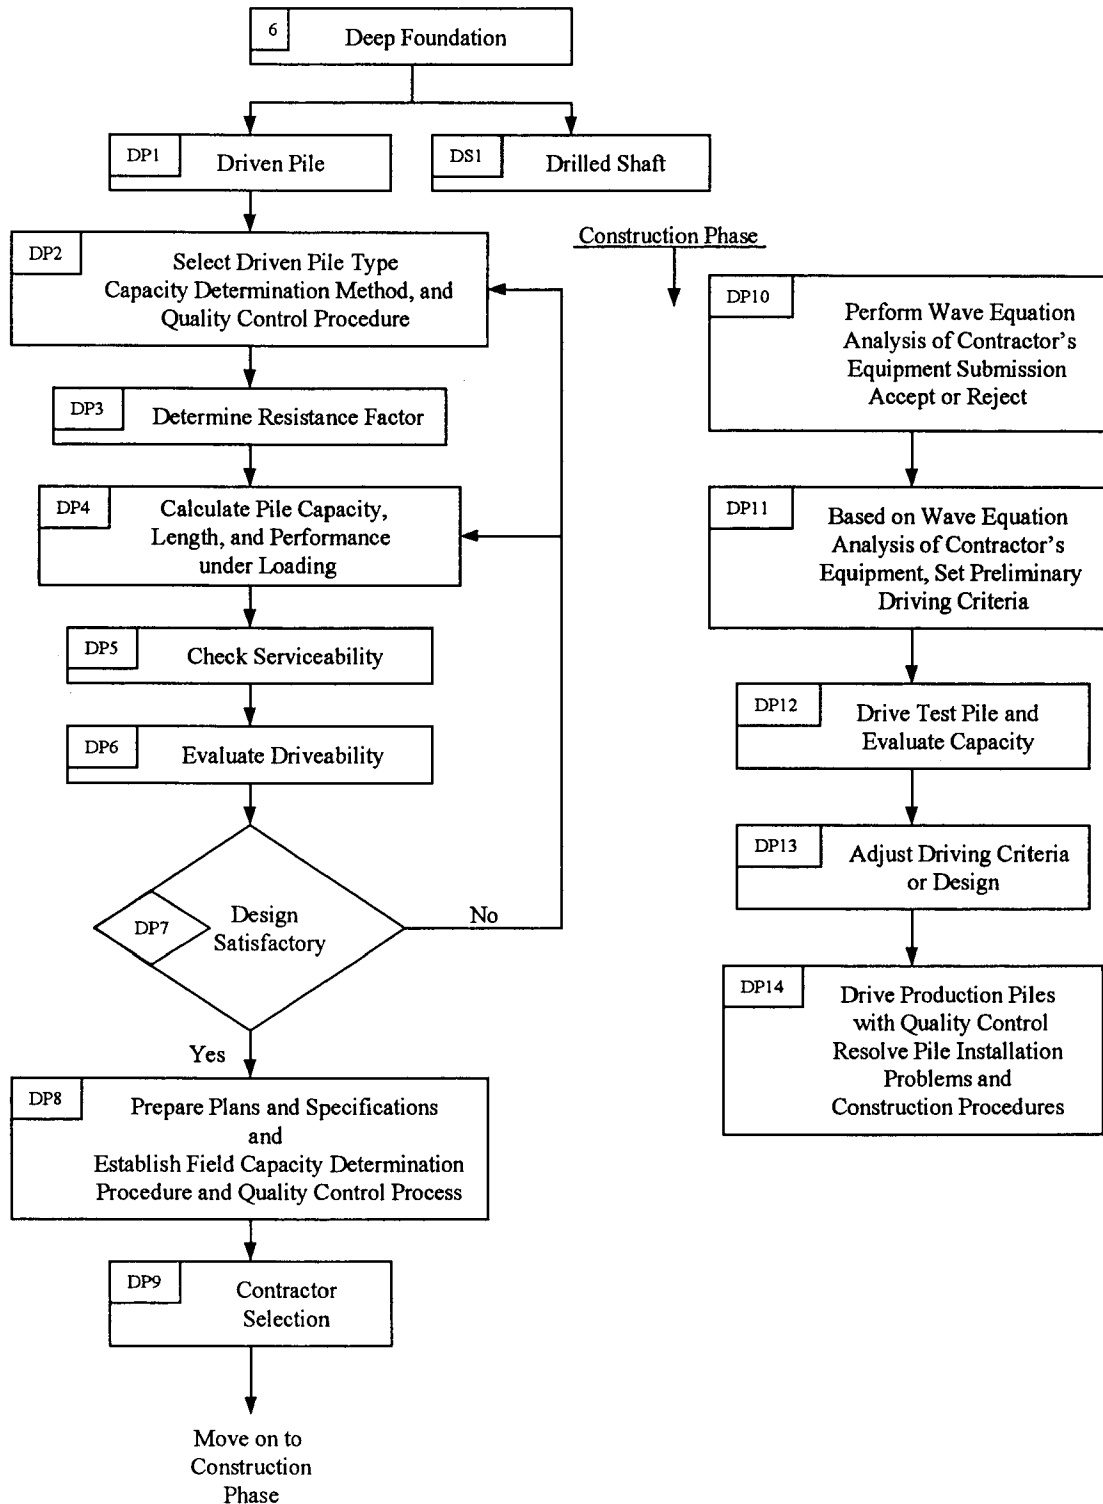 6
Deep Foundation
DP1
Driven Pile
DS1
Drilled Shaft
DP2
Select Driven Pile Type
Capacity Determination Method, and
Quality Control Procedure
DP3
Determine Resistance Factor
DP4
Calculate Pile Capacity,
Length, and Performance
under Loading
DP5
Check Serviceability
DP6
Evaluate Driveability
DP7
Design
Satisfactory
No
Yes
DP8
Prepare Plans and Specifications
and
Establish Field Capacity Determination
Procedure and Quality Control Process
DP9
Contractor
Selection
Move on to
Construction
Phase
Construction Phase
DP10
Perform Wave Equation
Analysis of Contractor's
Equipment Submission
Accept or Reject
DP11
Based on Wave Equation
Analysis of Contractor's
Equipment, Set Preliminary
Driving Criteria
DP12
Drive Test Pile and
Evaluate Capacity
DP13
Adjust Driving Criteria
or Design
DP14
Drive Production Piles
with Quality Control
Resolve Pile Installation
Problems and
Construction Procedures